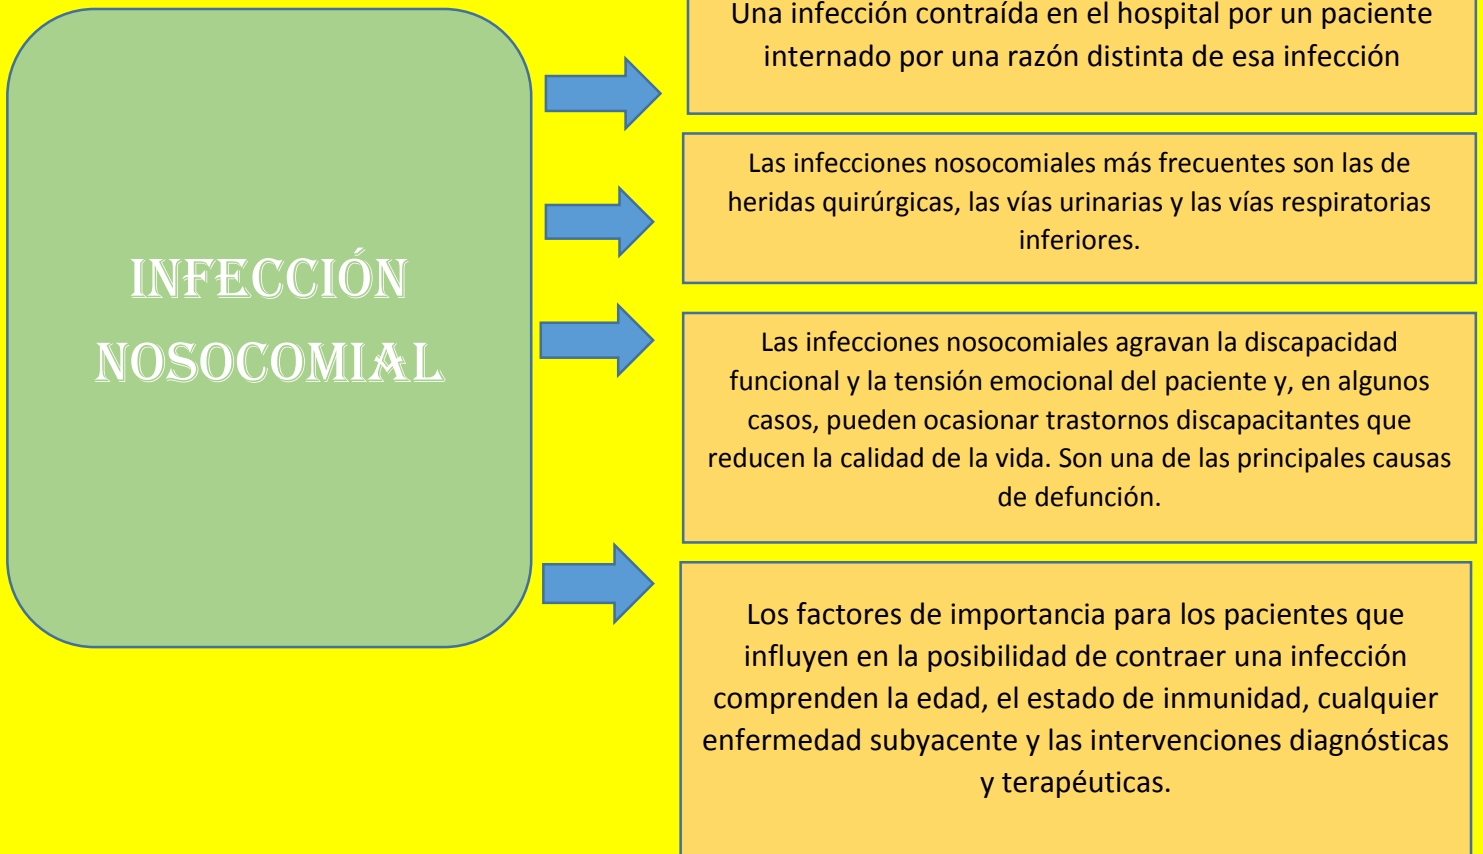 INFECCIÓN
NOSOCOMIAL
Una infección contraída en el hospital por un paciente
internado por una razón distinta de esa infección
Las infecciones nosocomiales más frecuentes son las de
heridas quirúrgicas, las vías urinarias y las vías respiratorias
inferiores.
Las infecciones nosocomiales agravan la discapacidad
funcional y la tensión emocional del paciente y, en algunos
casos, pueden ocasionar trastornos discapacitantes que
reducen la calidad de la vida. Son una de las principales causas
de defunción.
Los factores de importancia para los pacientes que
influyen en la posibilidad de contraer una infección
comprenden la edad, el estado de inmunidad, cualquier
enfermedad subyacente y las intervenciones diagnósticas
y terapéuticas.